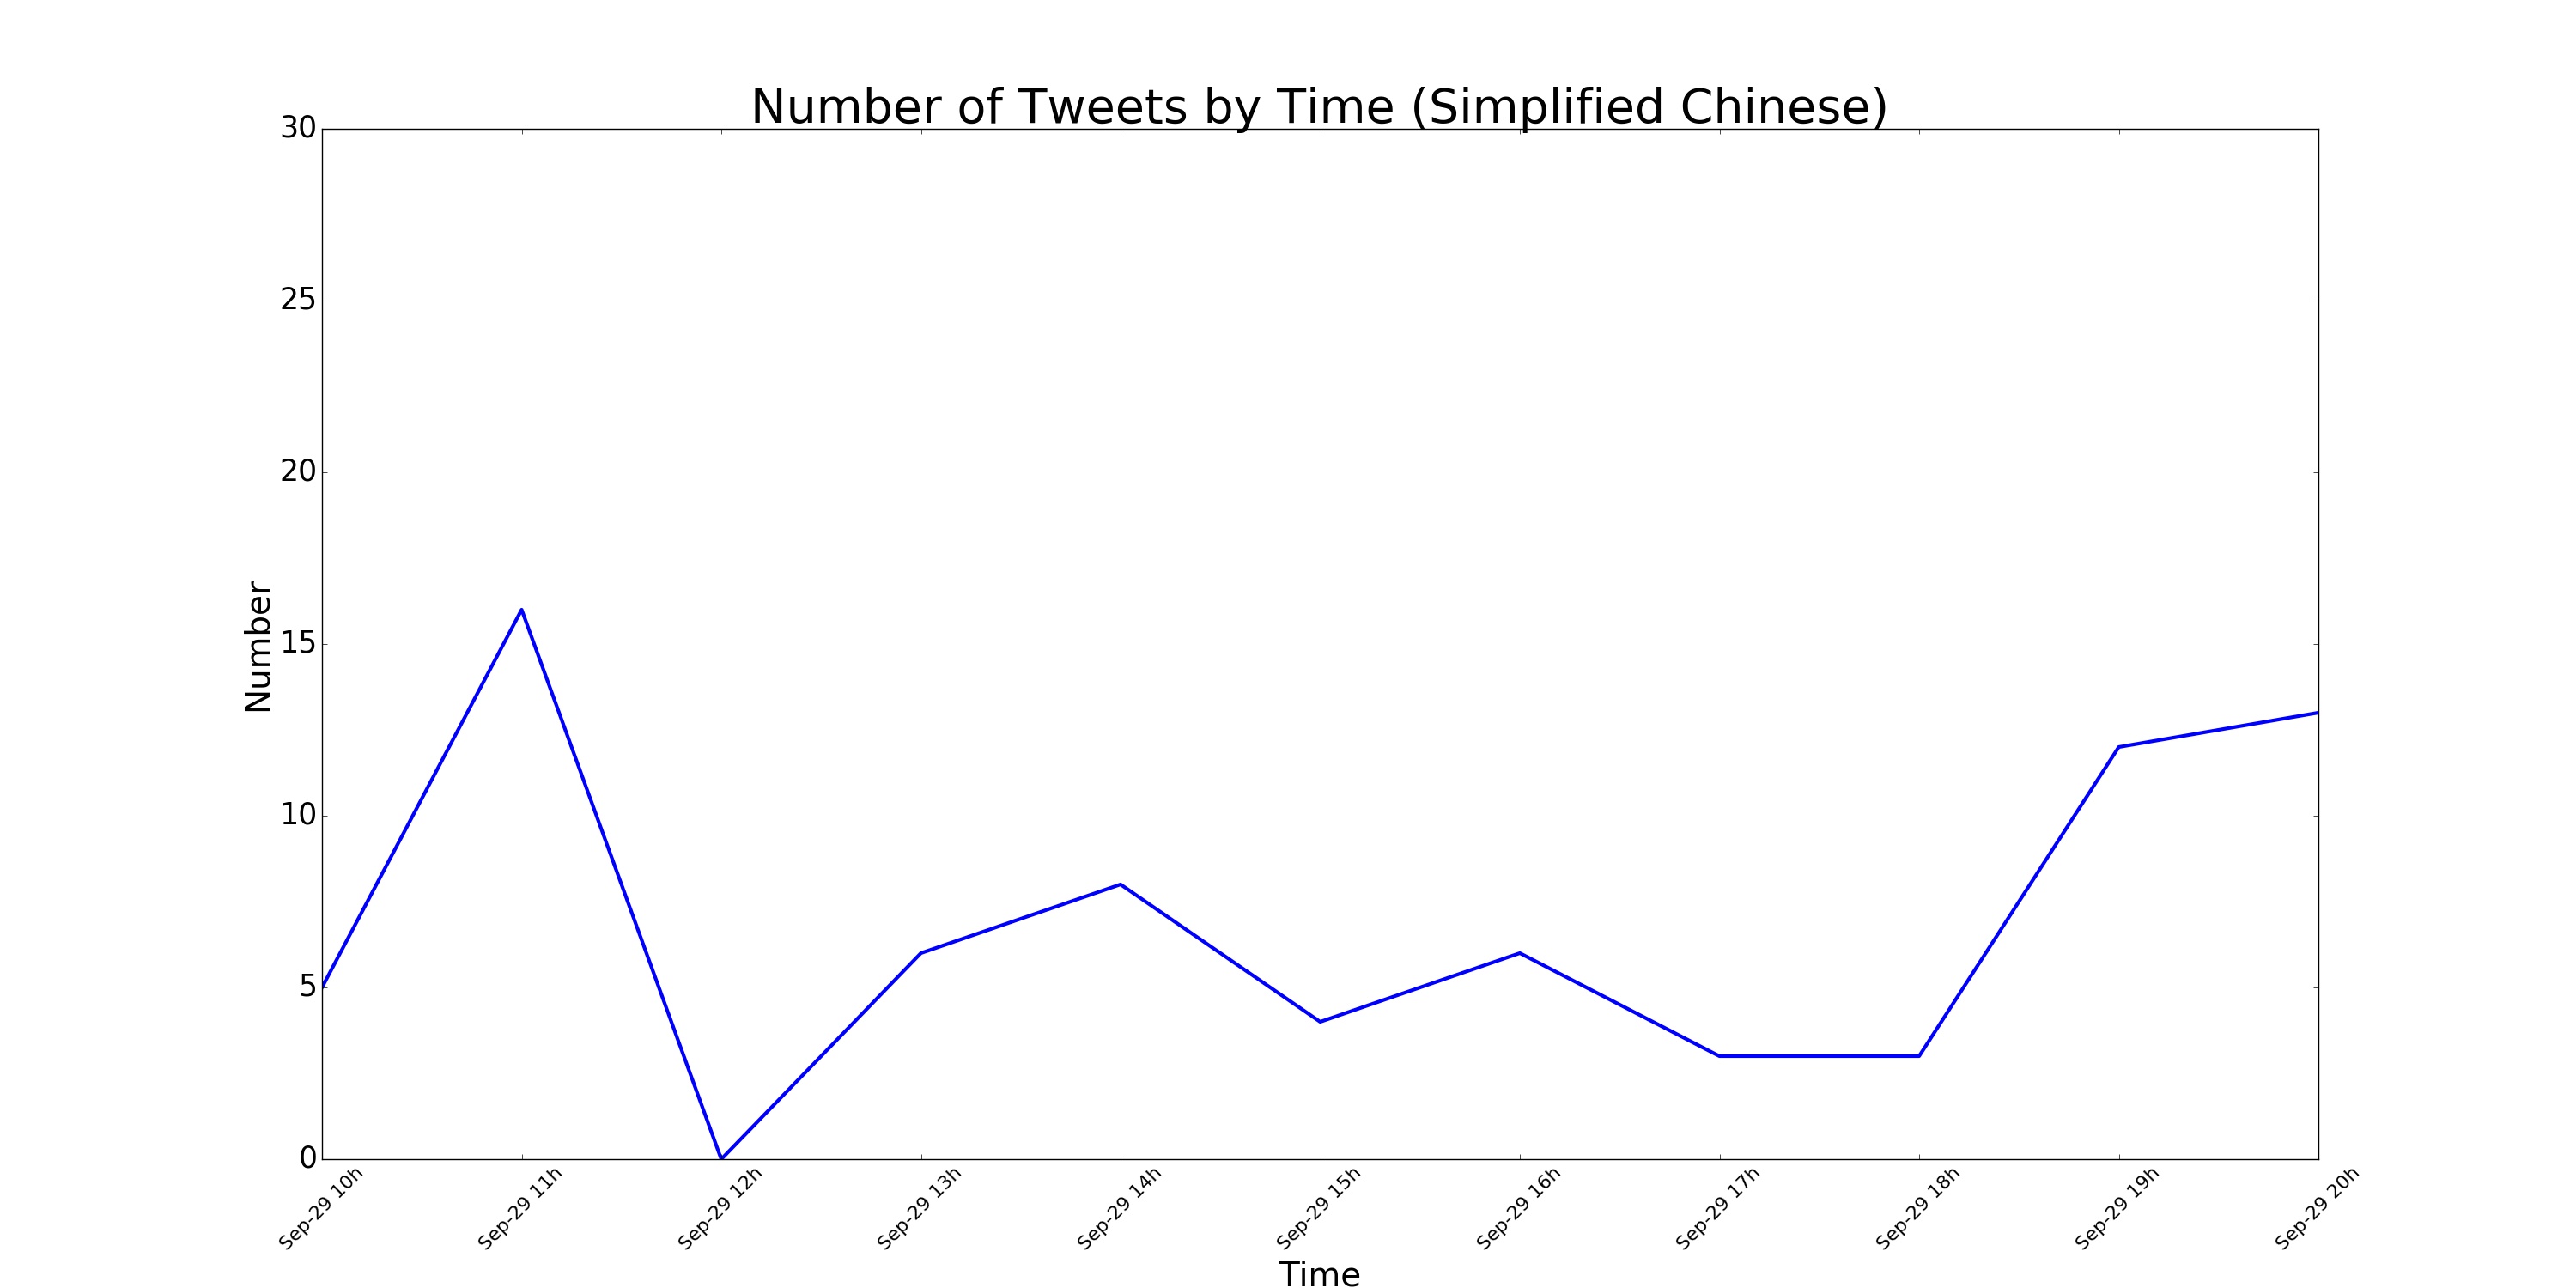 Number of Tweets by Time (Simplified Chinese)
30
25
20
15
10
5
0
Number
Sep-29 10h
Sep-29 11h
Sep-29 12h
Sep-29 13h
Sep-29 14h
Sep-29 15h
Sep-29 16h
Sep-29 17h
Sep-29 18h
Sep-29 19h
Sep-29 20h
Time